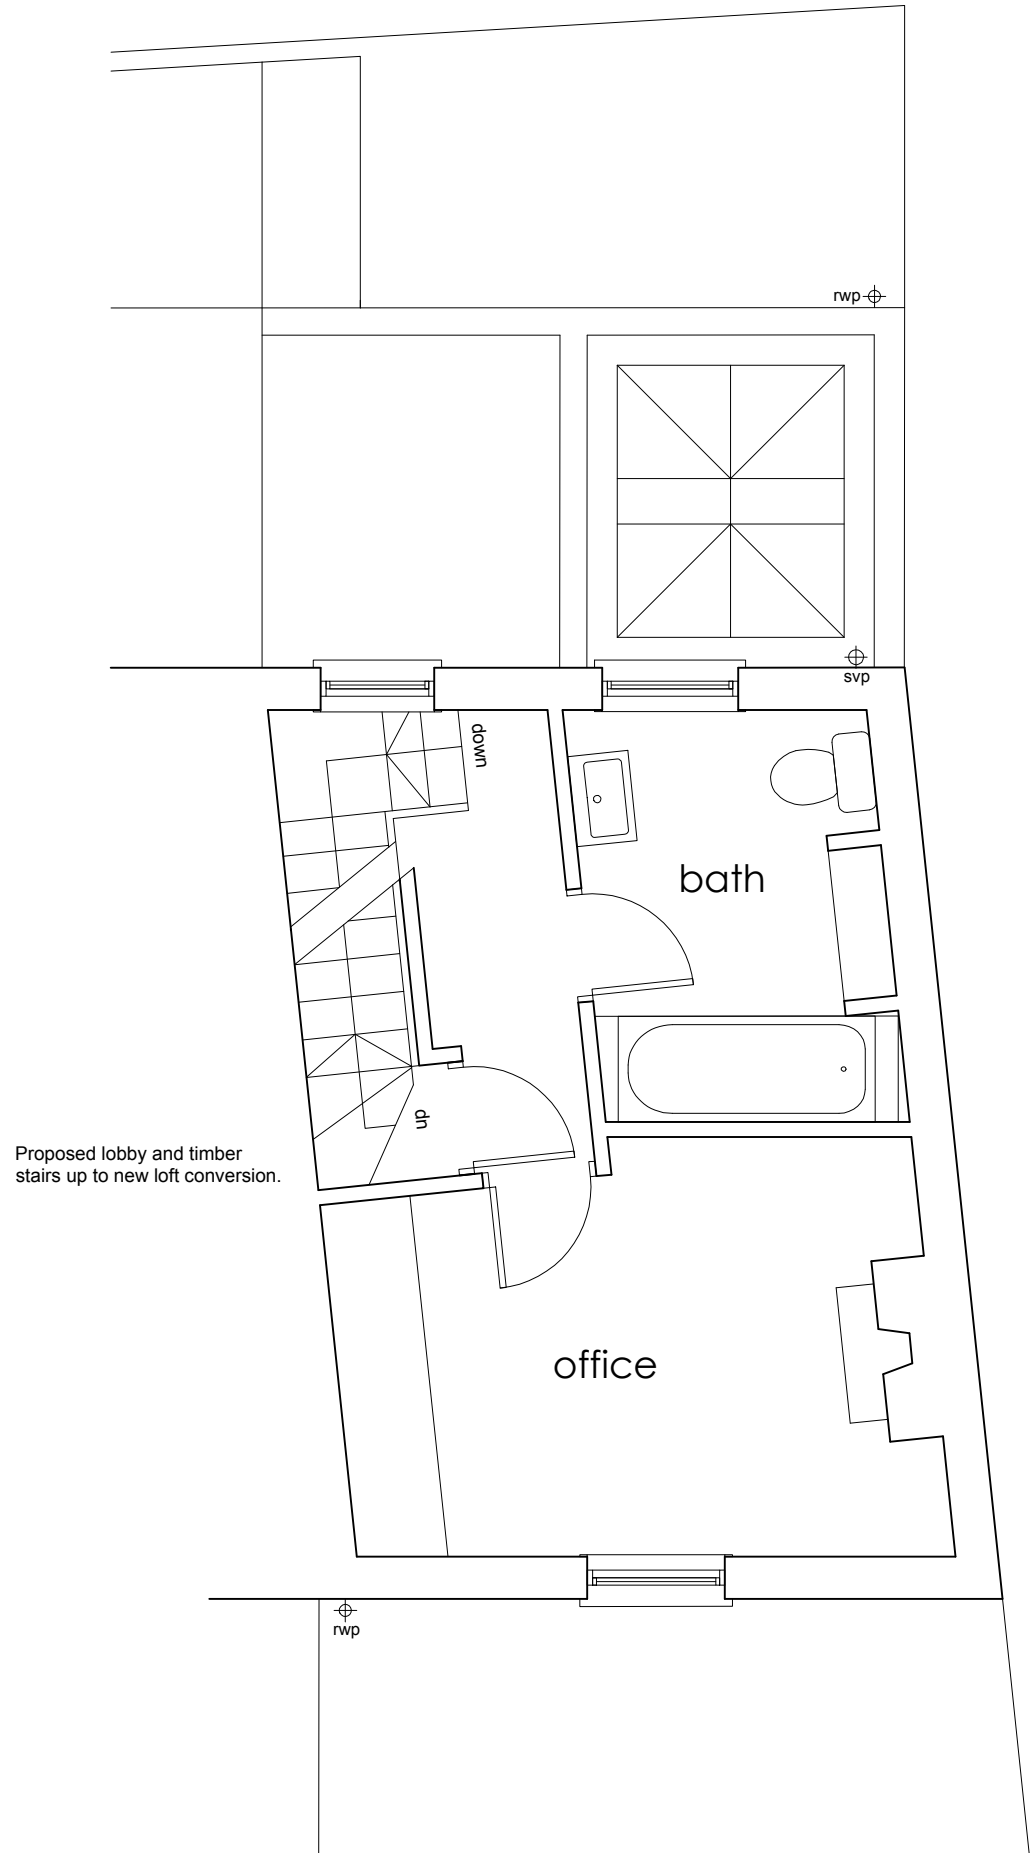 rwp
svp
down
bath
dn
Proposed lobby and timber
stairs up to new loft conversion.
office
rwp